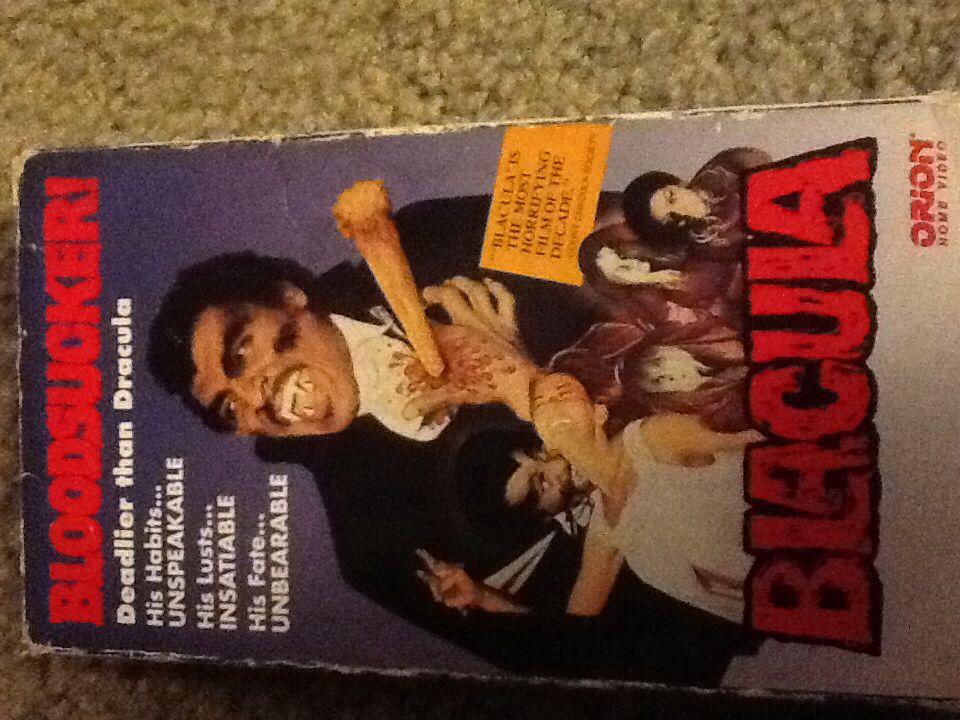 BLOODSUCKER!
Deadlier than Dracula
His Habits...
UNSPEAKABLE
His Lusts...
INSATIABLE
His Fate...
UNBEARABLE
"BLACULA" IS
THE MOST
HORRIFYING
FILM OF THE
DECADE"
BLACULA
ORION
HOME VIDEO